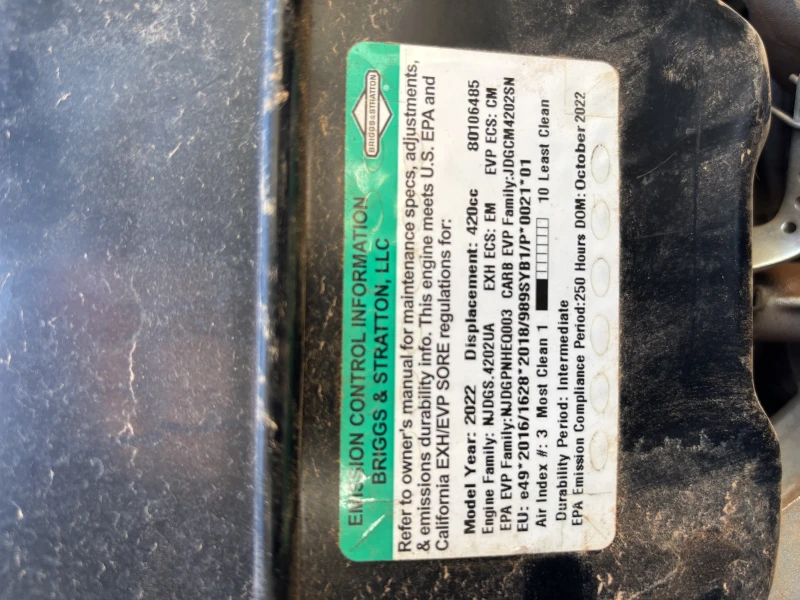 EMISSION CONTROL INFORMATION
BRIGGS & STRATTON, LLC
BRIGGS&STRATTON
Refer to owner's manual for maintenance specs, adjustments,
& emissions durability info. This engine meets U.S. EPA and
California EXH/EVP SORE regulations for:
Model Year: 2022 Displacement: 420cc 80106485
Engine Family: NJDGS.4202UA EXH ECS: EM EVP ECS: CM
EPA EVP Family:NJDGPNHHEQ003 CARB EVP Family:JDGCM4202SN
EU: e49*2016/1628*2018/989SYB1/P*0021*01
Air Index #: 3 Most Clean 1 10 Least Clean
Durability Period: Intermediate
EPA Emission Compliance Period:250 Hours DOM: October 2022